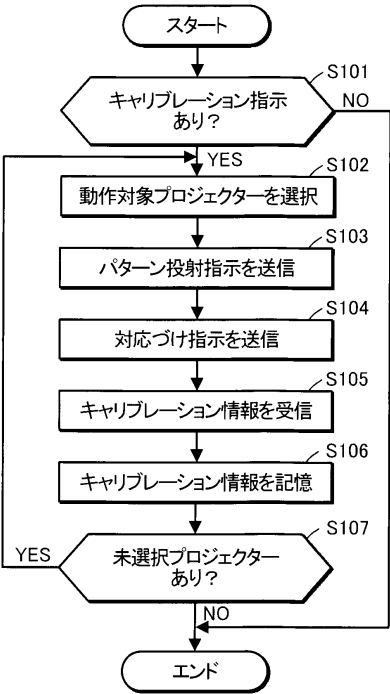 スタート
S101
キャリブレーション指示
あり？
NO
YES
S102
動作対象プロジェクターを選択
S103
パターン投射指示を送信
S104
対応づけ指示を送信
S105
キャリブレーション情報を受信
S106
キャリブレーション情報を記憶
S107
YES
未選択プロジェクター
あり？
NO
エンド